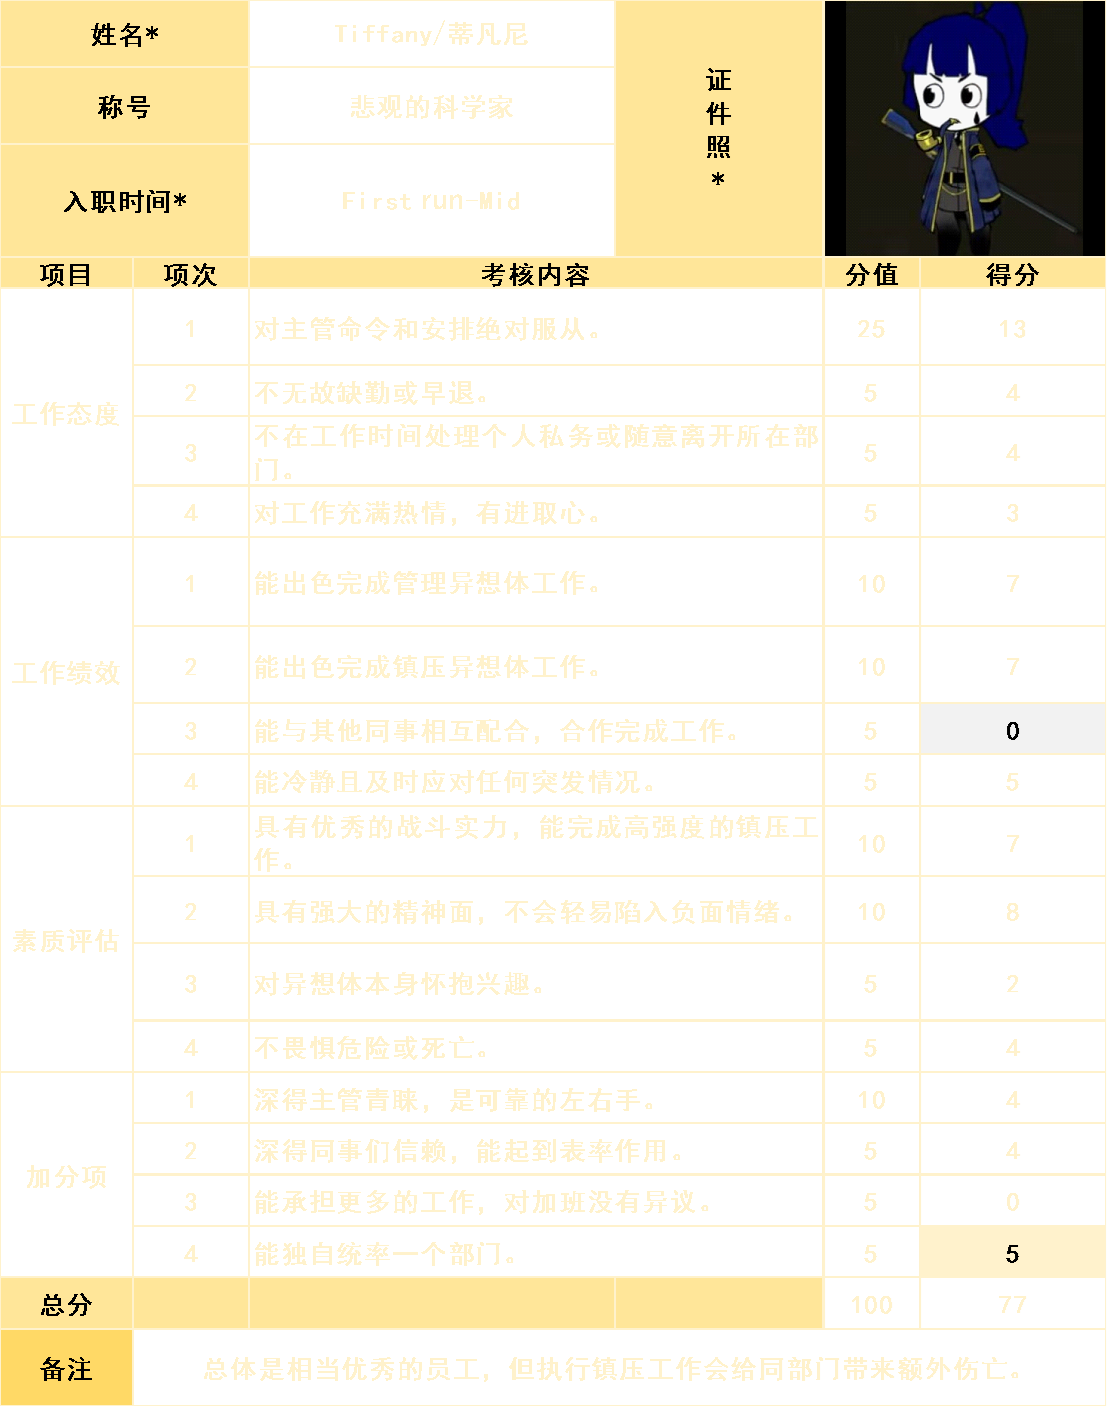 姓名* Tiffany/蒂凡尼
称号 悲观的科学家
入职时间* First run-Mid
证
件
照
*
项目 项次 考核内容 分值 得分
工作态度
1 对主管命令和安排绝对服从。 25 13
2 不无故缺勤或早退。 5 4
3 不在工作时间处理个人私务或随意离开所在部
门。 5 4
4 对工作充满热情，有进取心。 5 3
工作绩效
1 能出色完成管理异想体工作。 10 7
2 能出色完成镇压异想体工作。 10 7
3 能与其他同事相互配合，合作完成工作。 5 0
4 能冷静且及时应对任何突发情况。 5 5
素质评估
1 具有优秀的战斗实力，能完成高强度的镇压工
作。 10 7
2 具有强大的精神面，不会轻易陷入负面情绪。 10 8
3 对异想体本身怀抱兴趣。 5 2
4 不畏惧危险或死亡。 5 4
加分项
1 深得主管青睐，是可靠的左右手。 10 4
2 深得同事们信赖，能起到表率作用。 5 4
3 能承担更多的工作，对加班没有异议。 5 0
4 能独自统率一个部门。 5 5
总分 100 77
备注 总体是相当优秀的员工，但执行镇压工作会给同部门带来额外伤亡。